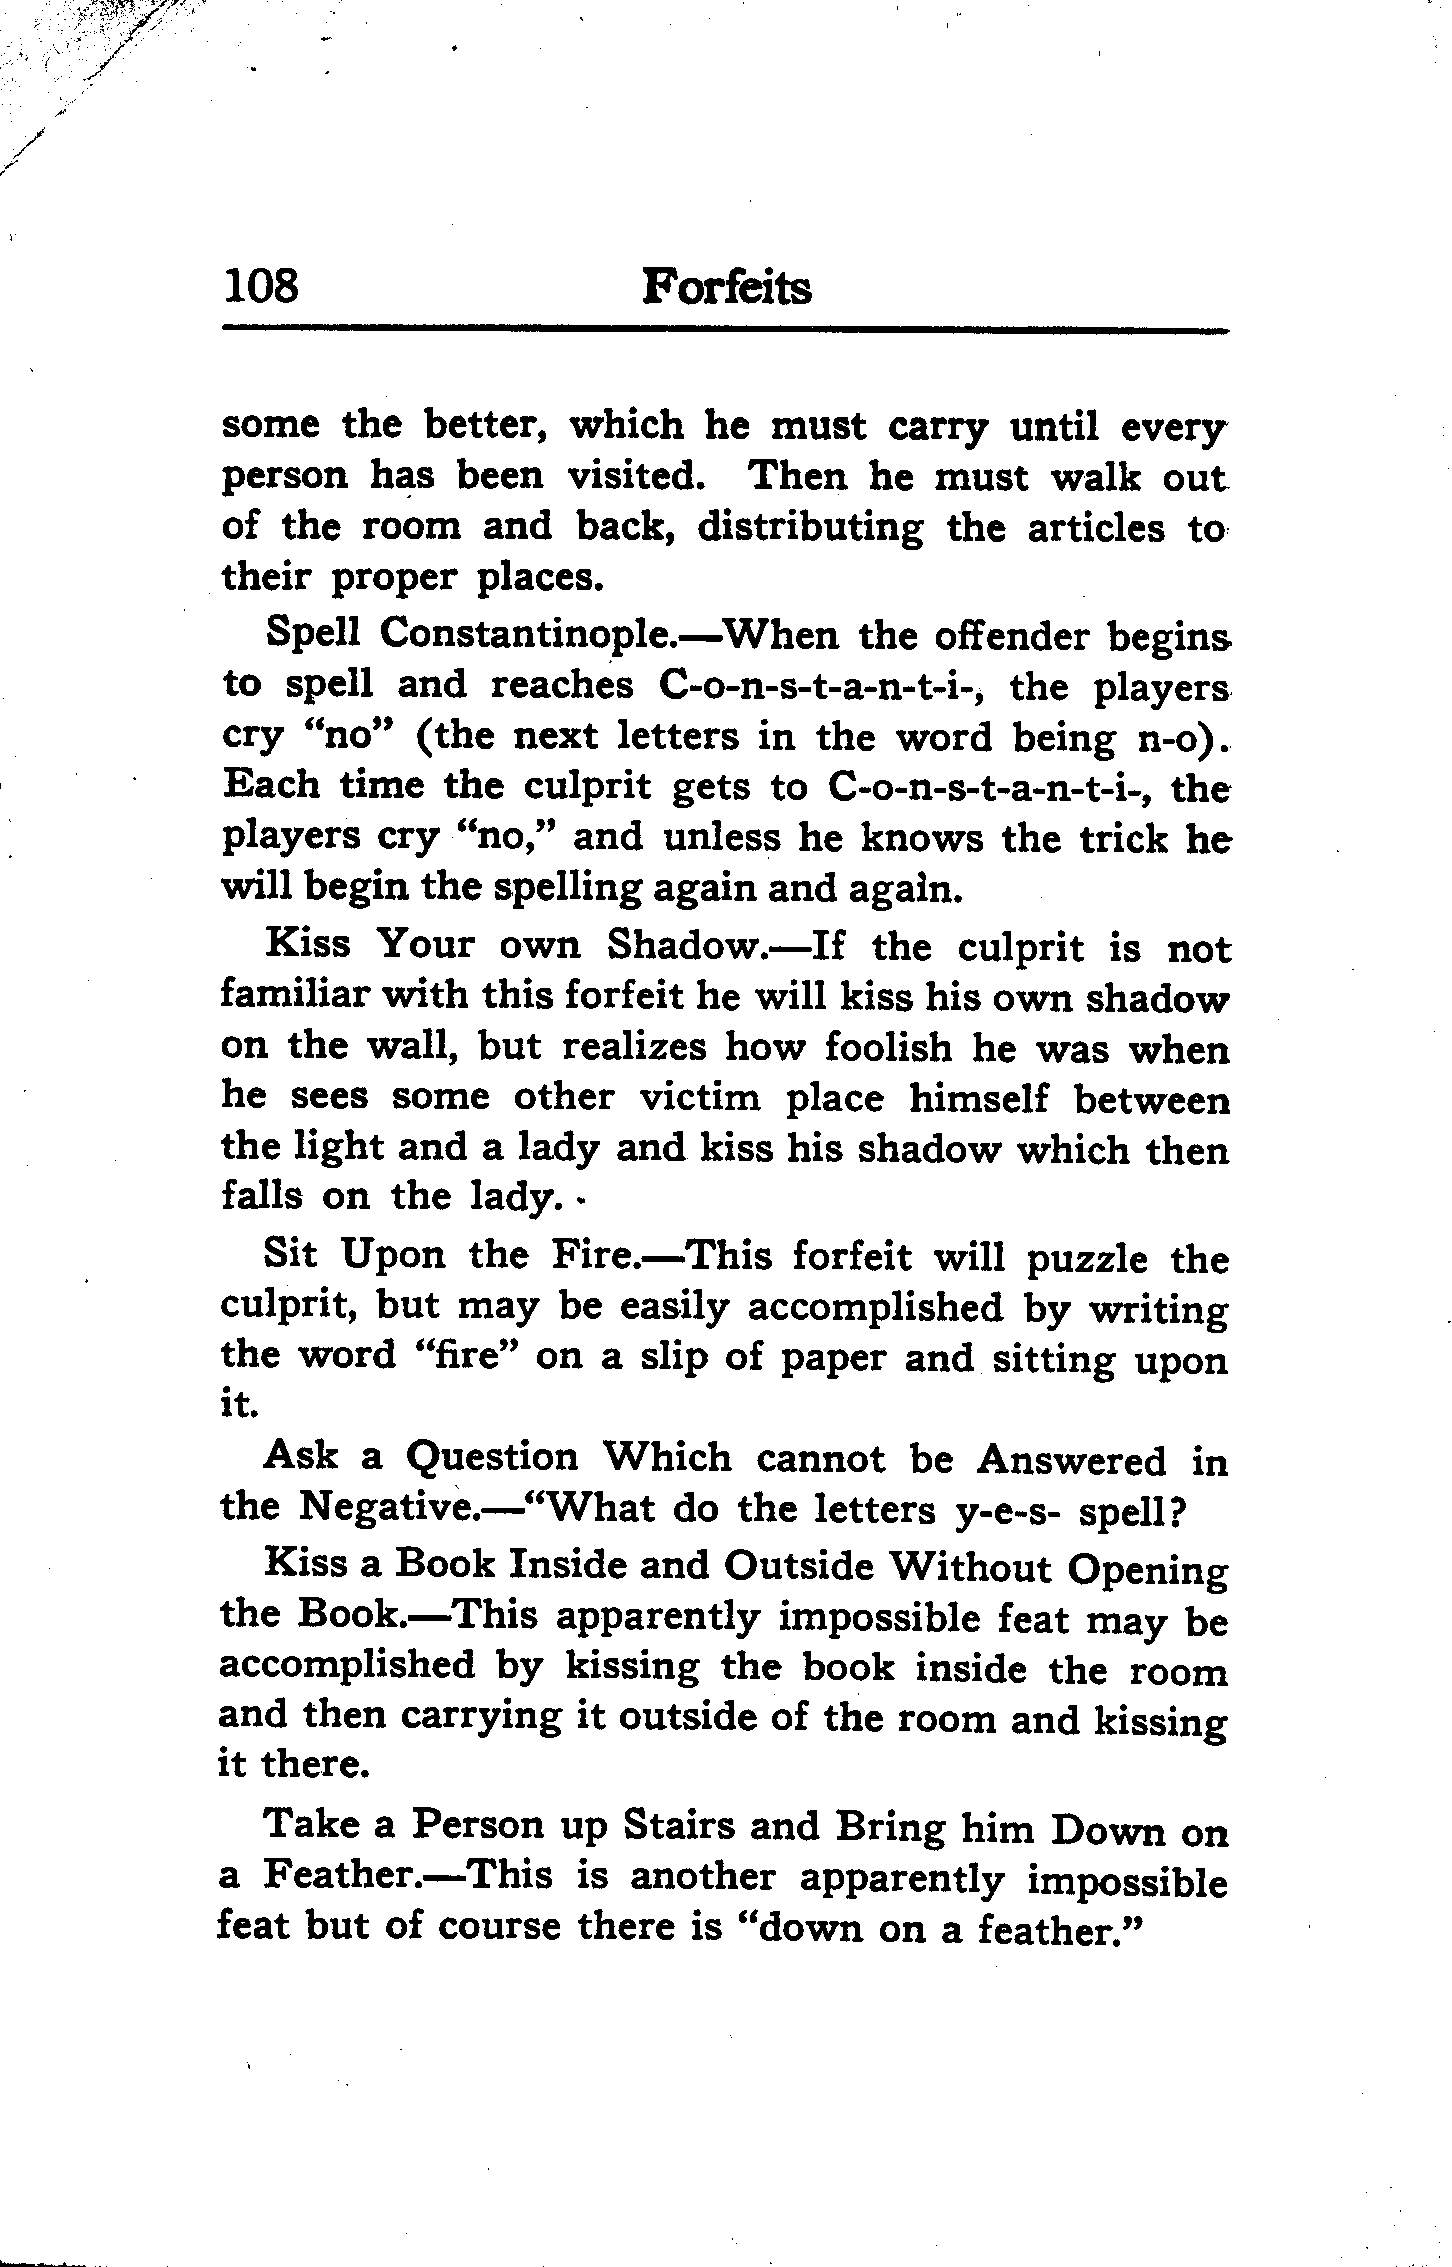 108 Forfeits
some the better, which he must carry until every
person has been visited. Then he must walk out
of the room and back, distributing the articles to
their proper places.
Spell Constantinople.—When the offender begins
to spell and reaches C-o-n-s-t-a-n-t-i-, the players
cry “no” (the next letters in the word being n-o).
Each time the culprit gets to C-o-n-s-t-a-n-t-i-, the
players cry “no,” and unless he knows the trick he
will begin the spelling again and again.
Kiss Your own Shadow.—If the culprit is not
familiar with this forfeit he will kiss his own shadow
on the wall, but realizes how foolish he was when
he sees some other victim place himself between
the light and a lady and kiss his shadow which then
falls on the lady.
Sit Upon the Fire.—This forfeit will puzzle the
culprit, but may be easily accomplished by writing
the word “fire” on a slip of paper and sitting upon
it.
Ask a Question Which cannot be Answered in
the Negative.—“What do the letters y-e-s- spell?
Kiss a Book Inside and Outside Without Opening
the Book.—This apparently impossible feat may be
accomplished by kissing the book inside the room
and then carrying it outside of the room and kissing
it there.
Take a Person up Stairs and Bring him Down on
a Feather.—This is another apparently impossible
feat but of course there is “down on a feather.”